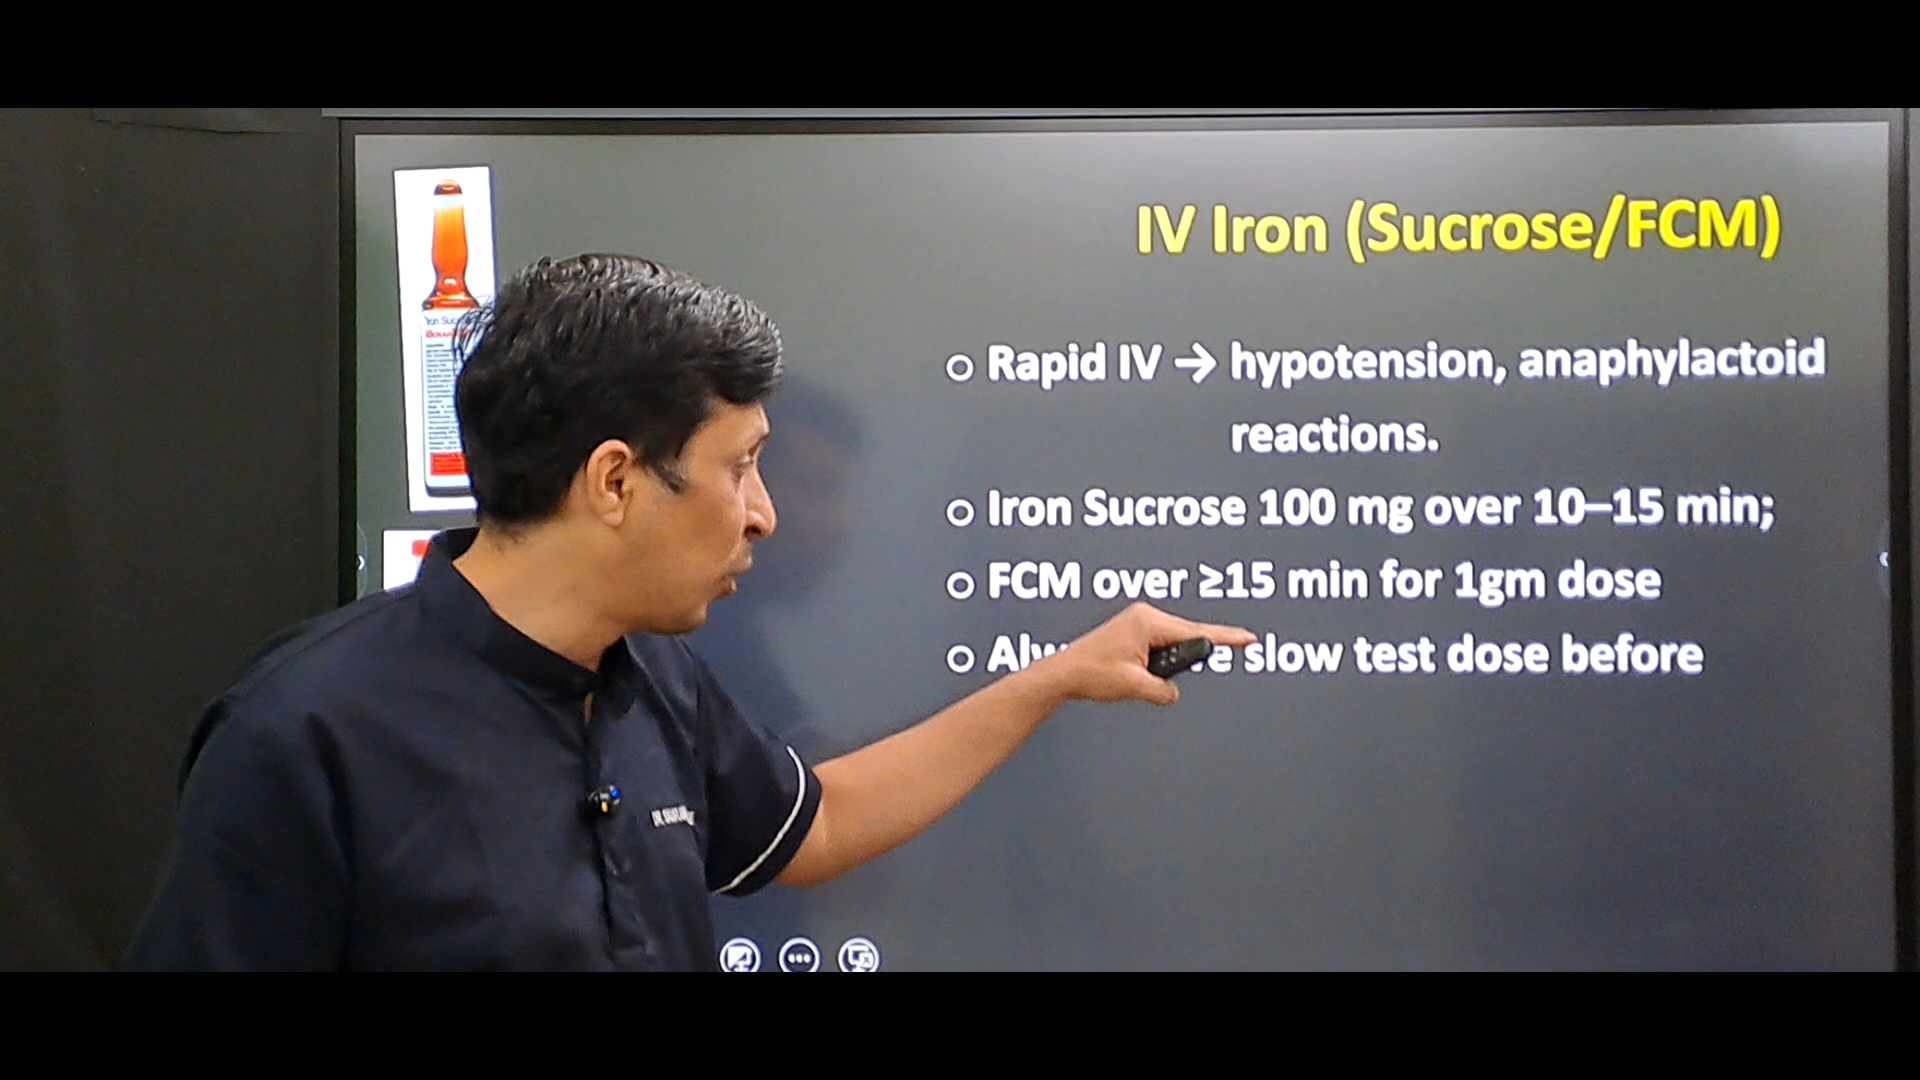 IV Iron (Sucrose/FCM)
○ Rapid IV → hypotension, anaphylactoid
reactions.
○ Iron Sucrose 100 mg over 10–15 min;
○ FCM over ≥15 min for 1gm dose
○ slow test dose before